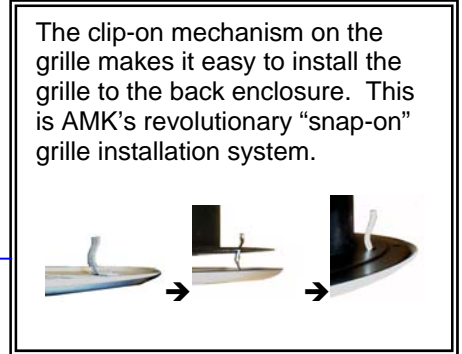 The clip-on mechanism on the
grille makes it easy to install the
grille to the back enclosure.  This
is AMK's revolutionary “snap-on”
grille installation system.